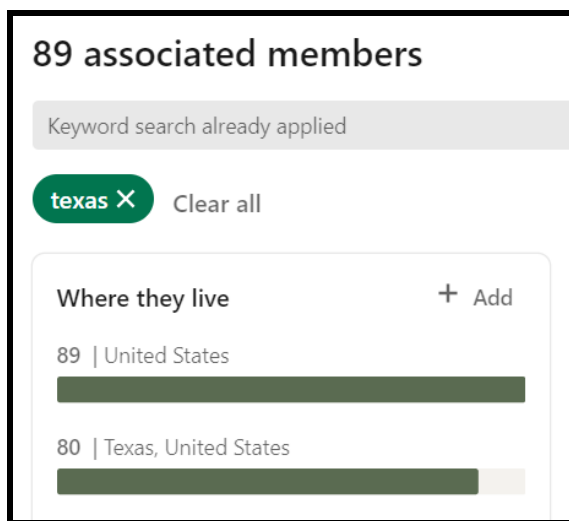 89 associated members
Keyword search already applied
texas ✕ Clear all
Where they live + Add
89 | United States
80 | Texas, United States